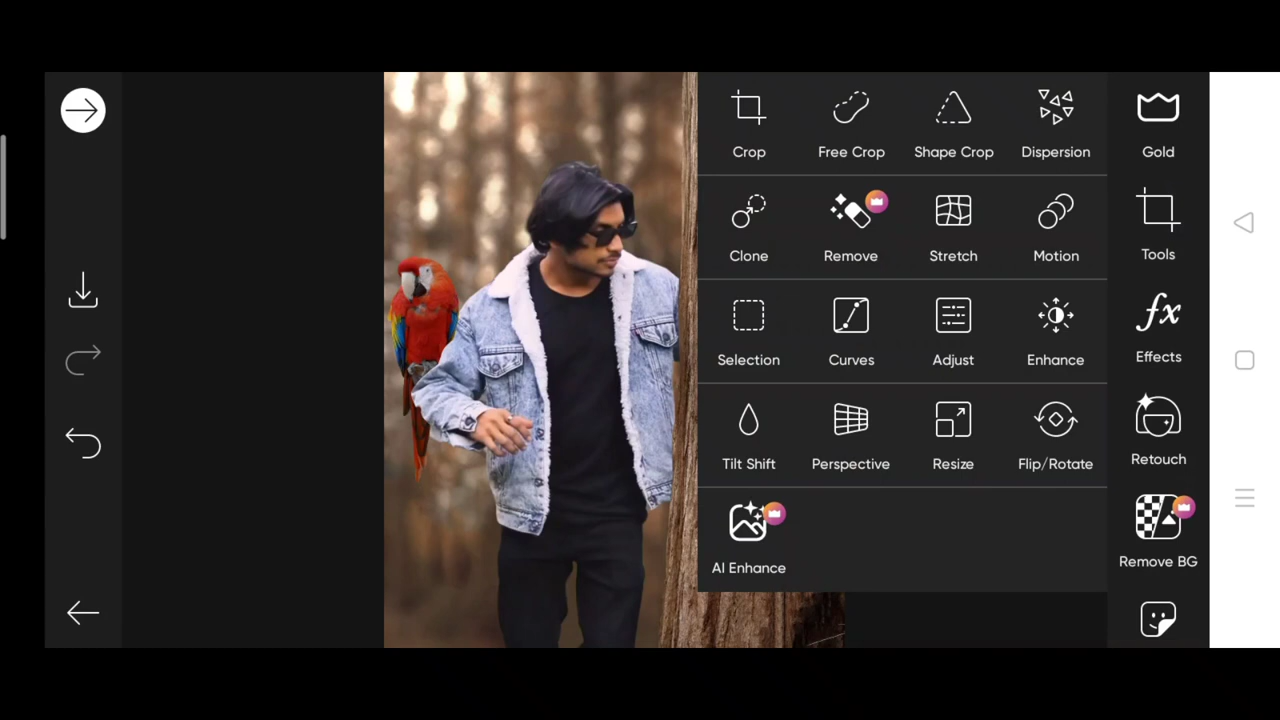 Crop Free Crop Shape Crop Dispersion
Clone Remove Stretch Motion
Selection Curves Adjust Enhance
Tilt Shift Perspective Resize Flip/Rotate
AI Enhance
Gold
Tools
fx
Effects
Retouch
Remove BG